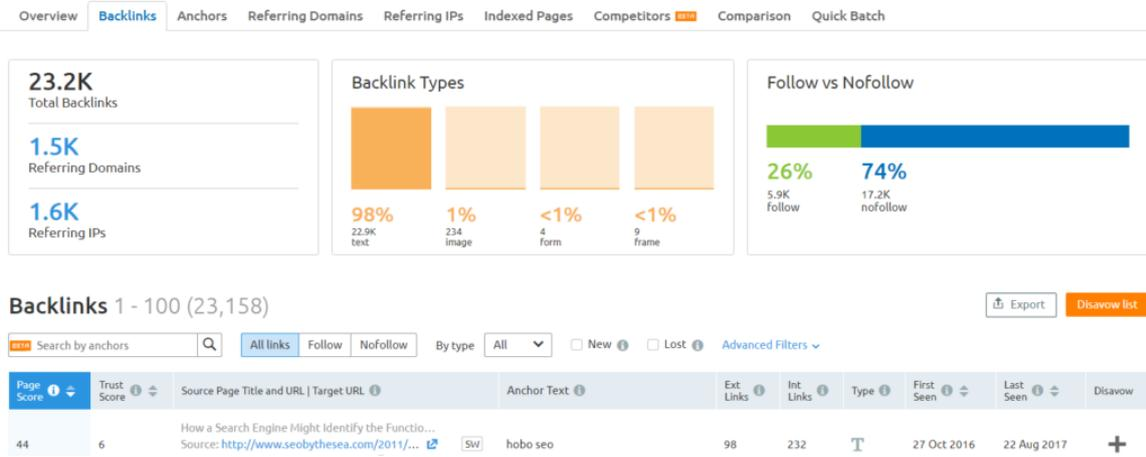 Overview Backlinks Anchors Referring Domains Referring IPs Indexed Pages Competitors BETA Comparison Quick Batch
23.2K
Total Backlinks
1.5K
Referring Domains
1.6K
Referring IPs
Backlink Types
98% 1% <1% <1%
22.9K 234 4 9
text image form frame
Follow vs Nofollow
26% 74%
5.9K 17.2K
follow nofollow
Backlinks 1 - 100 (23,158)
Export Disavow list
BETA Search by anchors All links Follow Nofollow By type All New Lost Advanced Filters
Page Score Trust Score Source Page Title and URL | Target URL Anchor Text Ext Links Int Links Type First Seen Last Seen Disavow
How a Search Engine Might Identify the Functio...
44 6 Source: http://www.seobythesea.com/2011/... SW hobo seo 98 232 T 27 Oct 2016 22 Aug 2017